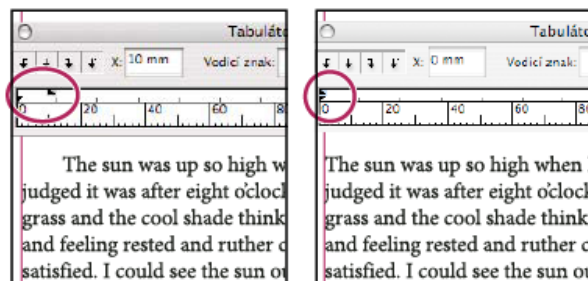 Tabuláto
X: 10 mm Vodicí znak:
0 20 40 60 80
The sun was up so high w
judged it was after eight o'clock
grass and the cool shade think
and feeling rested and ruther c
satisfied. I could see the sun ou
Tabuláto
X: 0 mm Vodicí znak:
0 20 40 60 80
The sun was up so high when
judged it was after eight o'clock
grass and the cool shade think
and feeling rested and ruther c
satisfied. I could see the sun ou